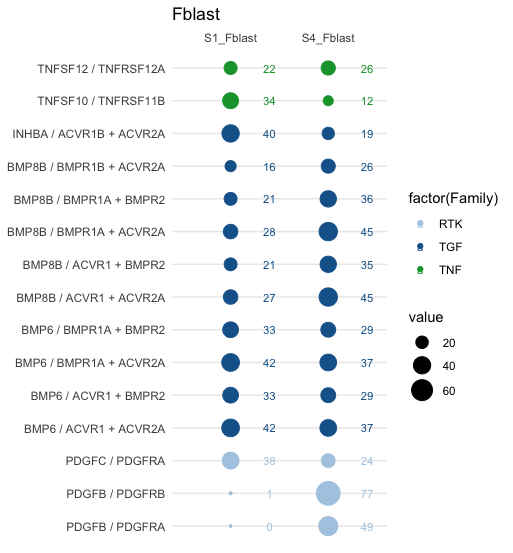 Fblast
S1_Fblast S4_Fblast
TNFSF12 / TNFRSF12A 22 26
TNFSF10 / TNFRSF11B 34 12
INHBA / ACVR1B + ACVR2A 40 19
BMP8B / BMPR1B + ACVR2A 16 26
BMP8B / BMPR1A + BMPR2 21 36
BMP8B / BMPR1A + ACVR2A 28 45
BMP8B / ACVR1 + BMPR2 21 35
BMP8B / ACVR1 + ACVR2A 27 45
BMP6 / BMPR1A + BMPR2 33 29
BMP6 / BMPR1A + ACVR2A 42 37
BMP6 / ACVR1 + BMPR2 33 29
BMP6 / ACVR1 + ACVR2A 42 37
PDGFC / PDGFRA 38 24
PDGFB / PDGFRB 1 77
PDGFB / PDGFRA 0 49
factor(Family)
RTK
TGF
TNF
value
20
40
60